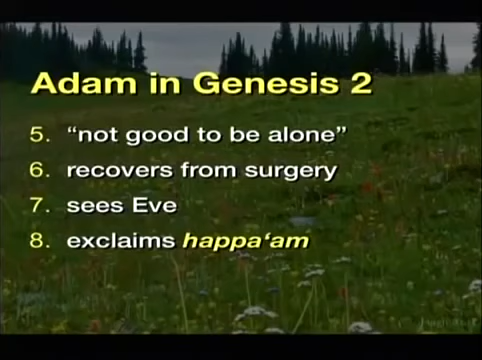 Adam in Genesis 2
5. “not good to be alone”
6. recovers from surgery
7. sees Eve
8. exclaims happa‘am